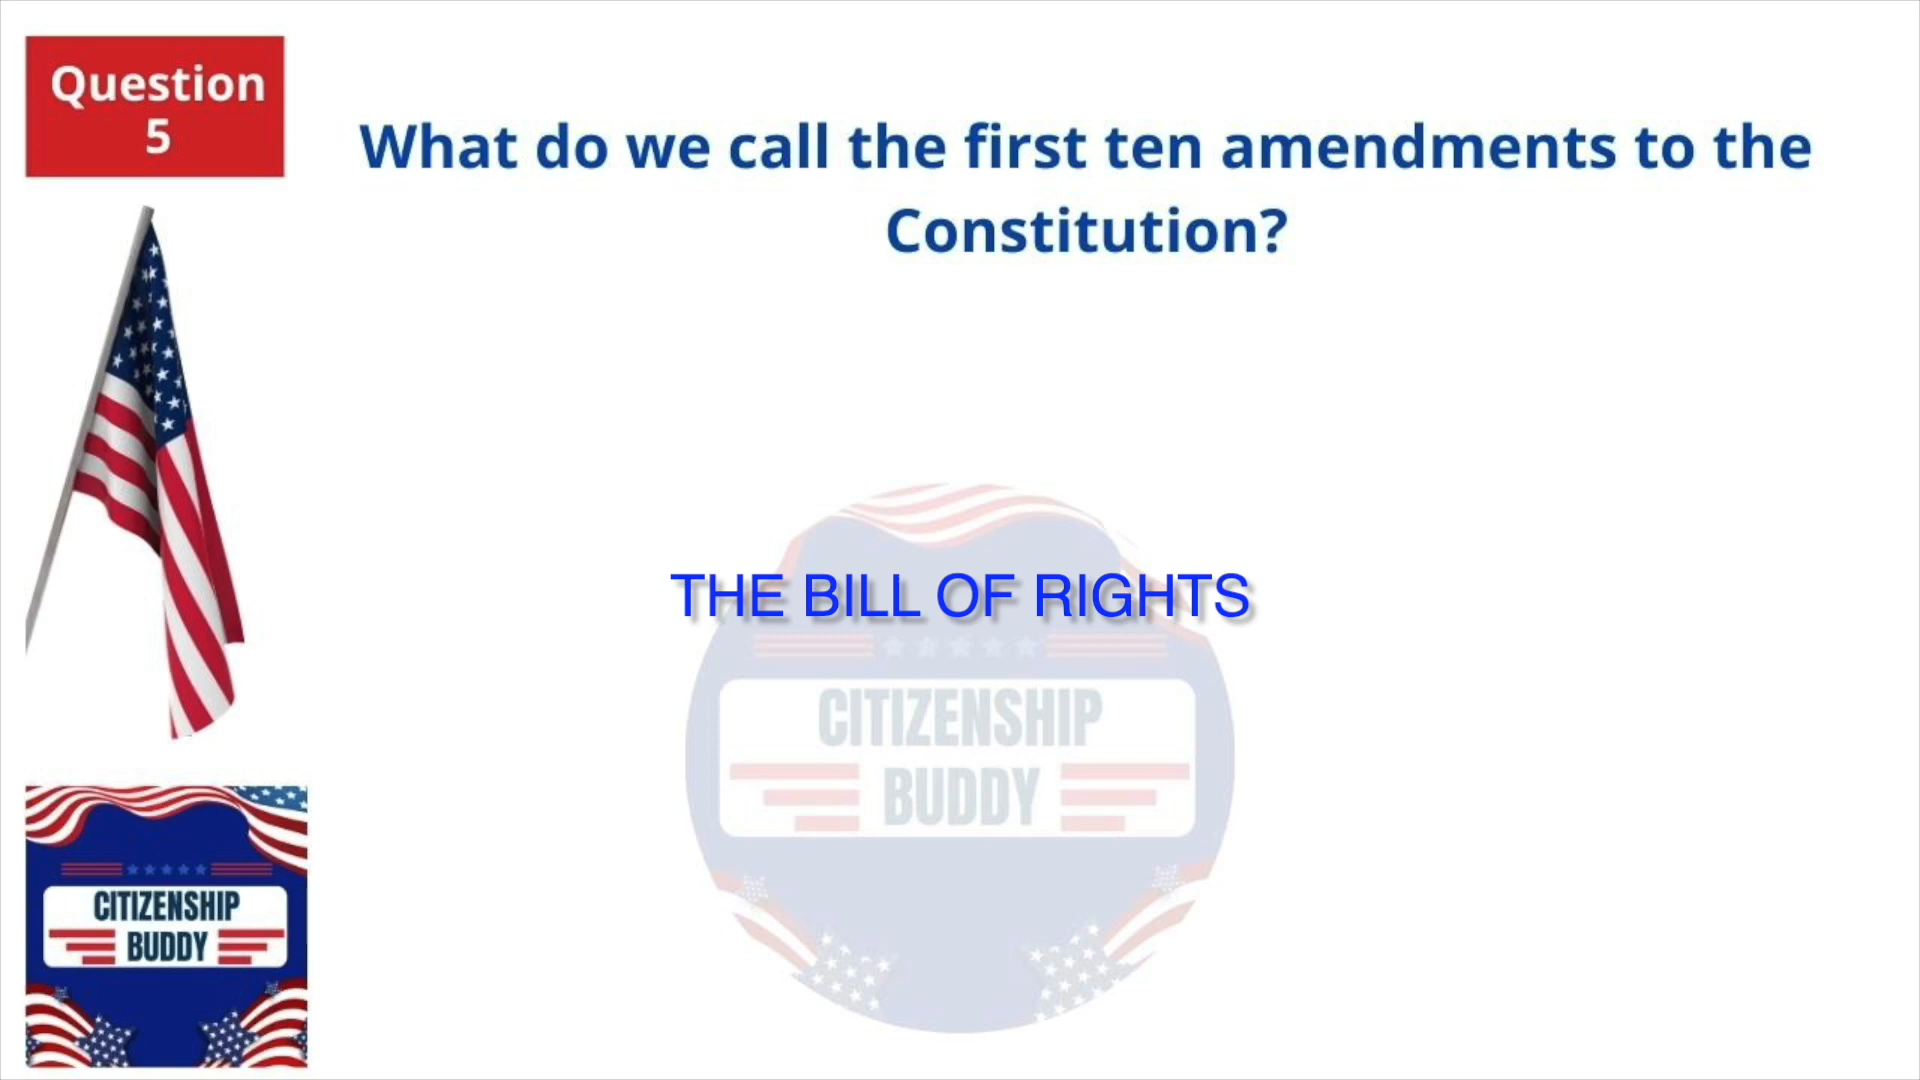 Question
5
What do we call the first ten amendments to the
Constitution?
THE BILL OF RIGHTS
CITIZENSHIP
BUDDY
CITIZENSHIP
BUDDY